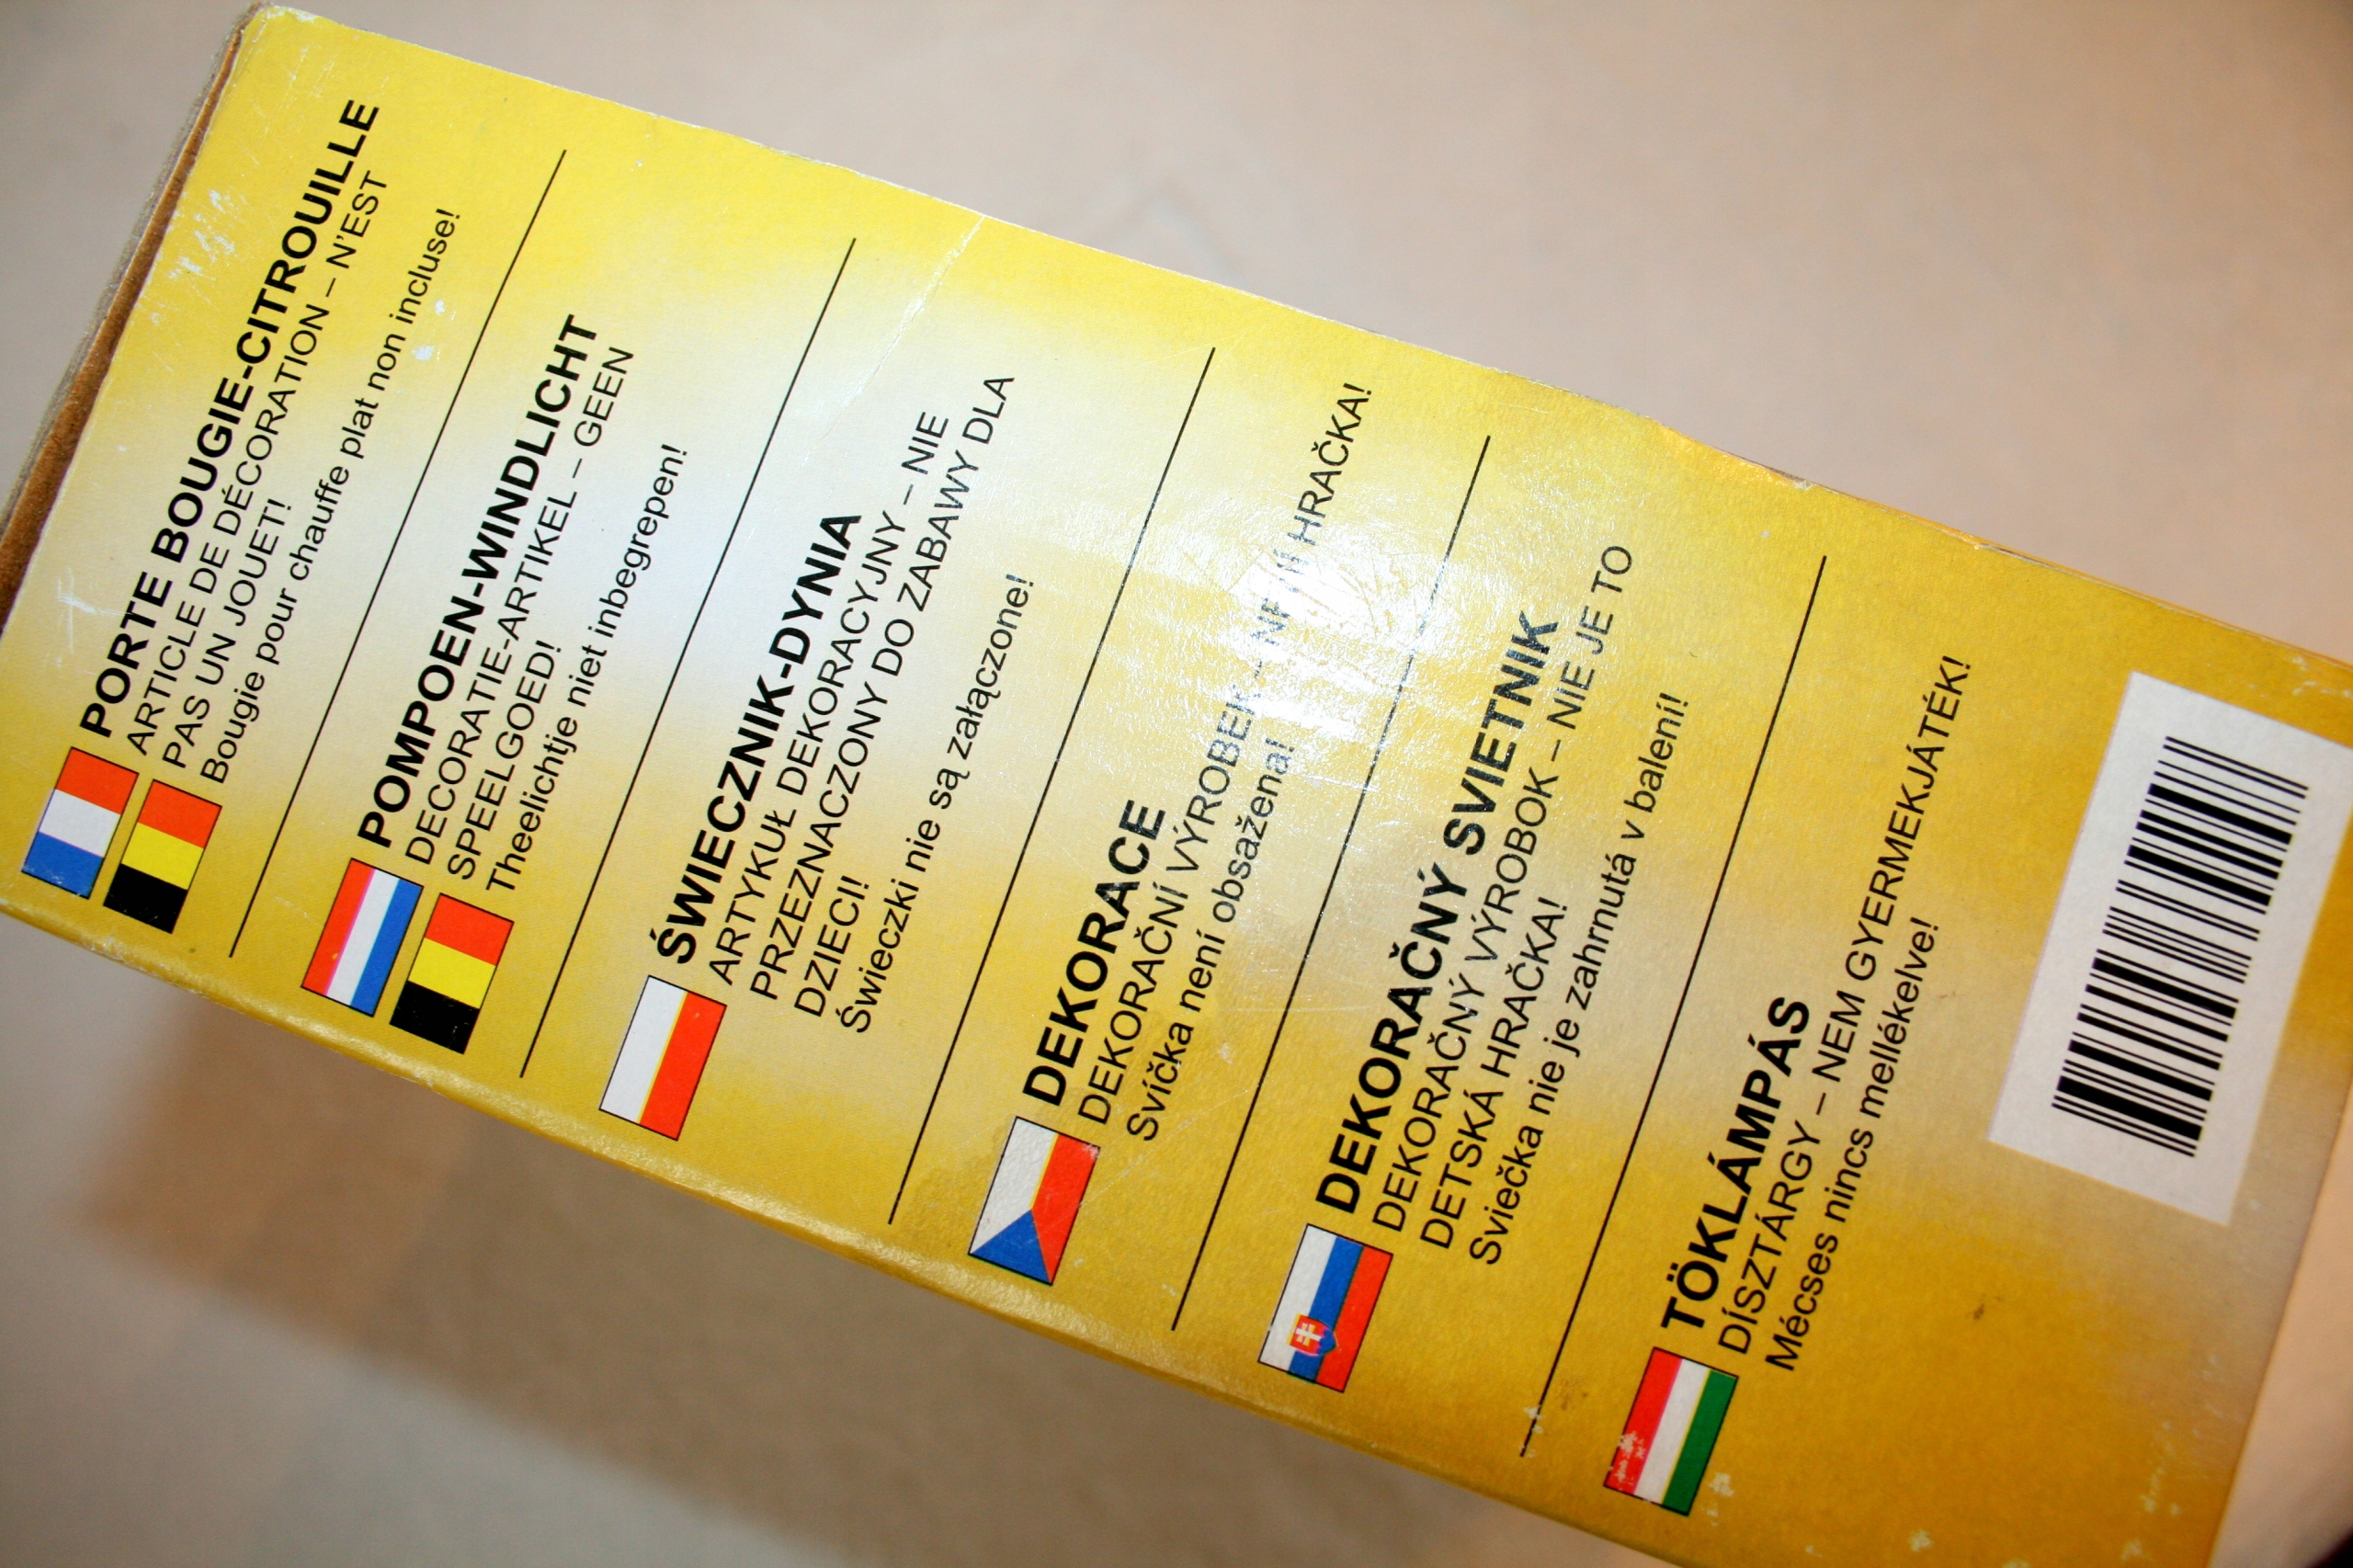 PORTE BOUGIE-CITROUILLE
ARTICLE DE DÉCORATION – N'EST
PAS UN JOUET!
Bougie pour chauffe plat non incluse!
POMPOEN-WINDLICHT
DECORATIE-ARTIKEL – GEEN
SPEELGOED!
Theelichtje niet inbegrepen!
ŚWIECZNIK-DYNIA
ARTYKUŁ DEKORACYJNY – NIE
PRZEZNACZONY DO ZABAWY DLA
DZIECI!
Świeczki nie są załączone!
DEKORACE
DEKORAČNÍ VÝROBEK – NENÍ HRAČKA!
Svíčka není obsažena!
DEKORAČNÝ SVIETNIK
DEKORAČNÝ VÝROBOK – NIE JE TO
DETSKÁ HRAČKA!
Sviečka nie je zahrnutá v balení!
TÖKLÁMPÁS
DÍSZTÁRGY – NEM GYERMEKJÁTÉK!
Mécses nincs mellékelve!